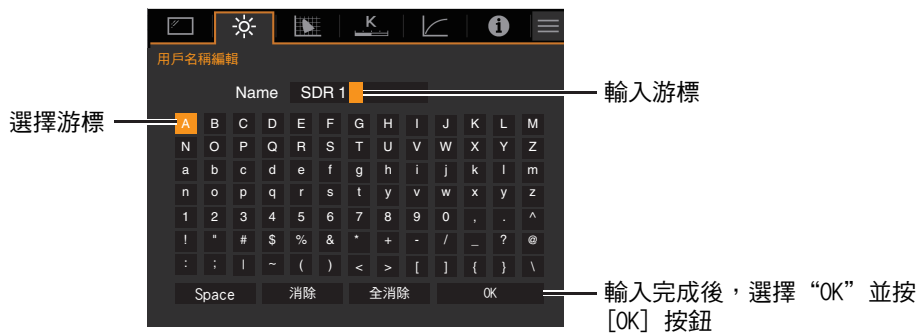 K
用戶名稱編輯
Name SDR 1
輸入游標
選擇游標
A B C D E F G H I J K L M
N O P Q R S T U V W X Y Z
a b c d e f g h i j k l m
n o p q r s t y v w x y z
1 2 3 4 5 6 7 8 9 0 , . ^
! " # $ % & * + - / _ ? @
: ; | ~ ( ) < > [ ] { } \
Space 消除 全消除 OK
輸入完成後，選擇“OK”並按
[OK] 按鈕